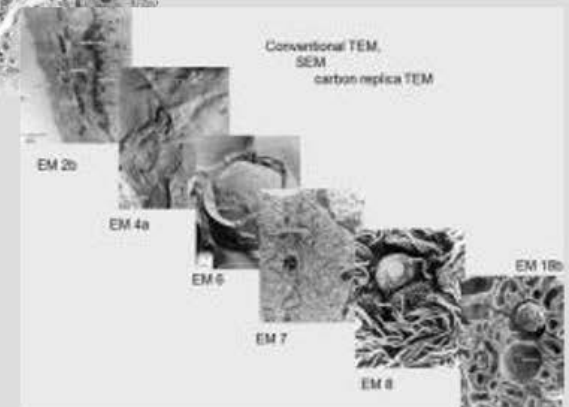 Conventional TEM,
SEM
carbon replica TEM
EM 2b
EM 4a
EM 6
EM 7
EM 8
EM 18b